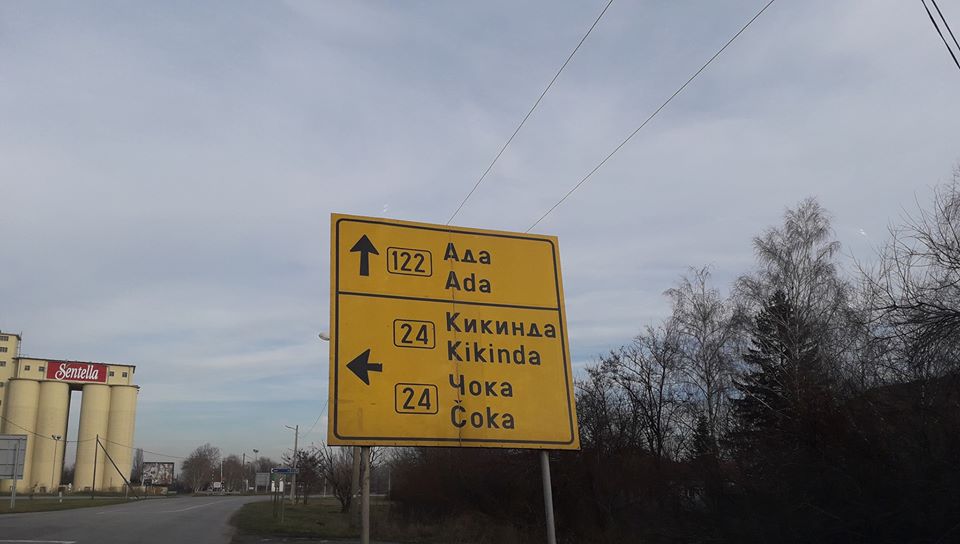 122 Ада
Ada
24 Кикинда
Kikinda
24 Чока
Čoka
Sentella